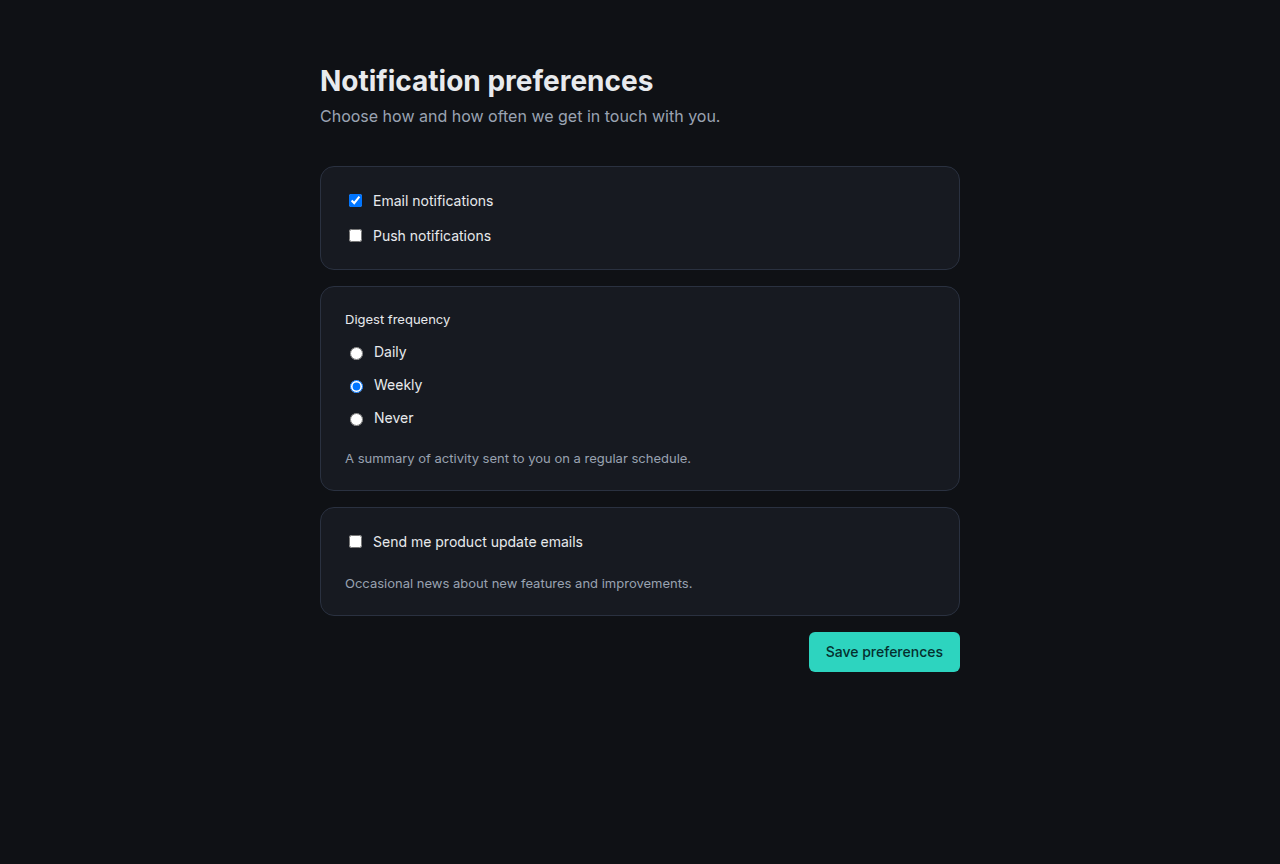 Notification preferences
Choose how and how often we get in touch with you.
Email notifications
Push notifications
Digest frequency
Daily
Weekly
Never
A summary of activity sent to you on a regular schedule.
Send me product update emails
Occasional news about new features and improvements.
Save preferences